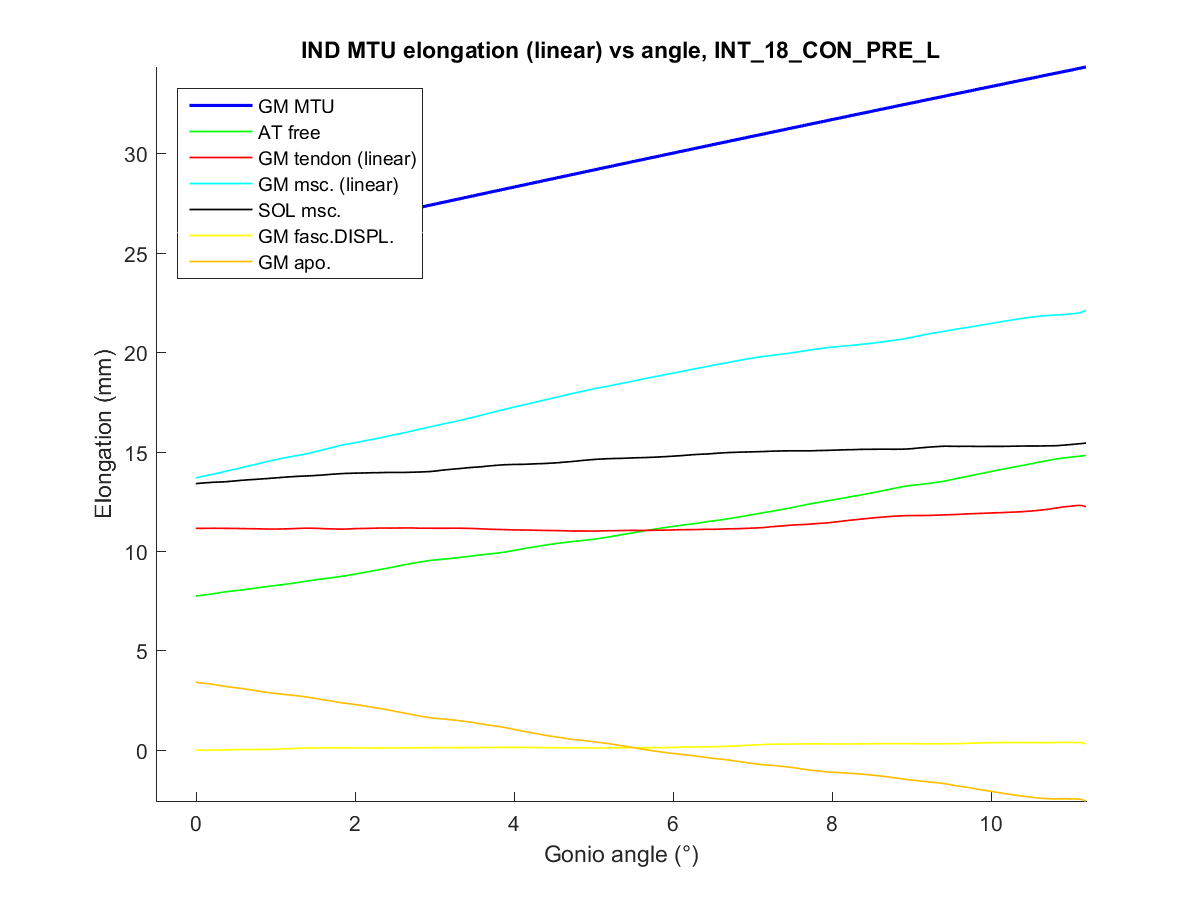 IND MTU elongation (linear) vs angle, INT_18_CON_PRE_L
GM MTU
AT free
GM tendon (linear)
GM msc. (linear)
SOL msc.
GM fasc.DISPL.
GM apo.
30
25
20
15
10
5
0
Elongation (mm)
0 2 4 6 8 10
Gonio angle (°)